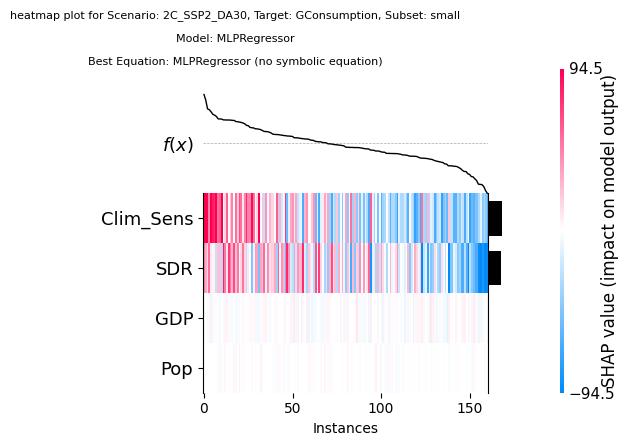 heatmap plot for Scenario: 2C_SSP2_DA30, Target: GConsumption, Subset: small
Model: MLPRegressor
Best Equation: MLPRegressor (no symbolic equation)
94.5
f(x)
Clim_Sens
SDR
GDP
Pop
SHAP value (impact on model output)
−94.5
0
50
100
150
Instances